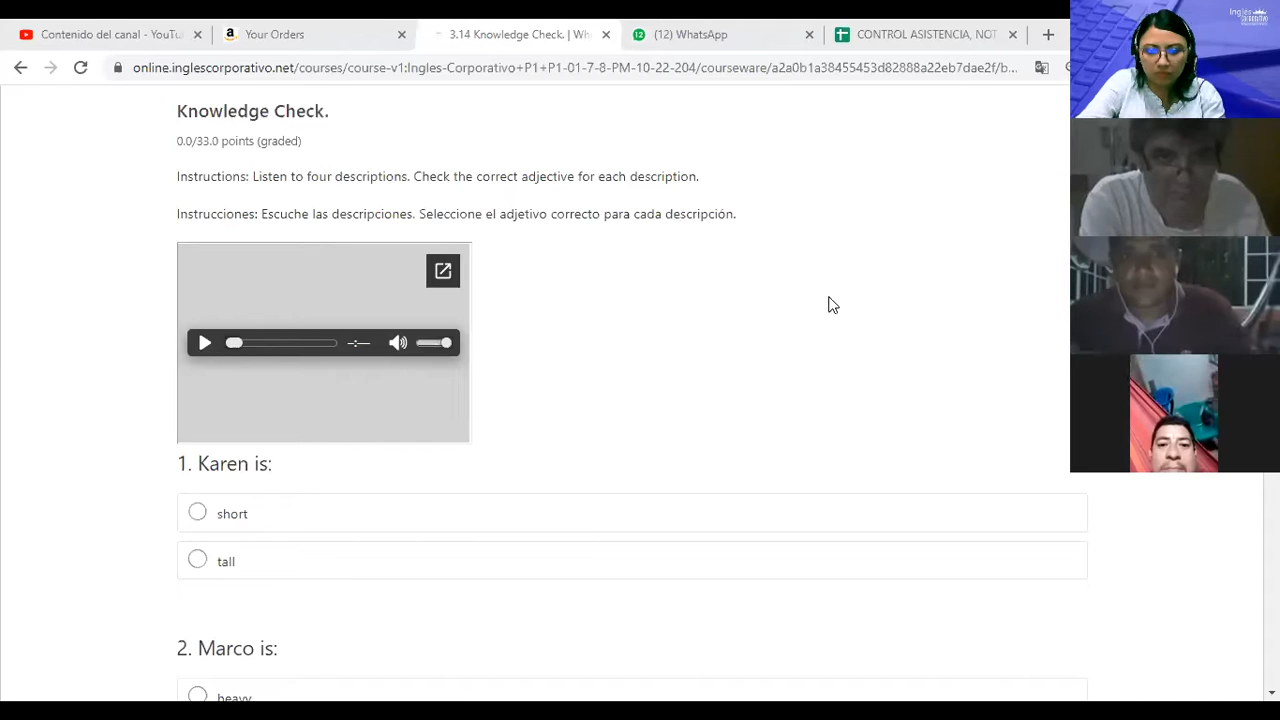 Contenido del canal – YouTu
Your Orders
3.14 Knowledge Check. | Wh
(12) WhatsApp
CONTROL ASISTENCIA, NOT
online.inglescorporativo.net/courses/course-v1:Ingles-Corporativo+P1+P1-01-7-8-PM-10-22-204/courseware/a2a0b1a38455453d82f88a22eb7dae2f/b...
Knowledge Check.
0.0/33.0 points (graded)
Instructions: Listen to four descriptions. Check the correct adjective for each description.
Instrucciones: Escuche las descripciones. Seleccione el adjetivo correcto para cada descripción.
-:--
1. Karen is:
short
tall
2. Marco is:
heavy
Ingles